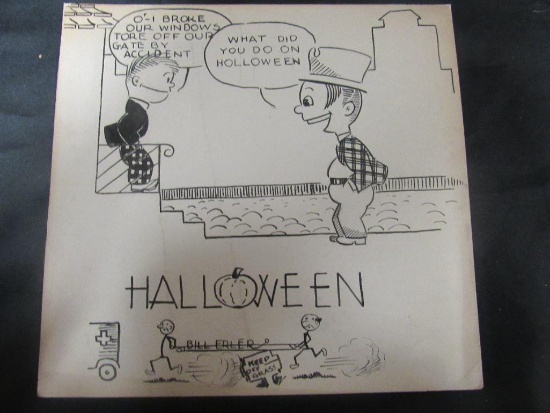 O'-I BROKE
OUR WINDOWS
TORE OFF OUR
GATE BY
ACCIDENT
WHAT DID
YOU DO ON
HOLLOWEEN
HALLOWEEN
BILL ERLER
KEEP
OFF
GRASS